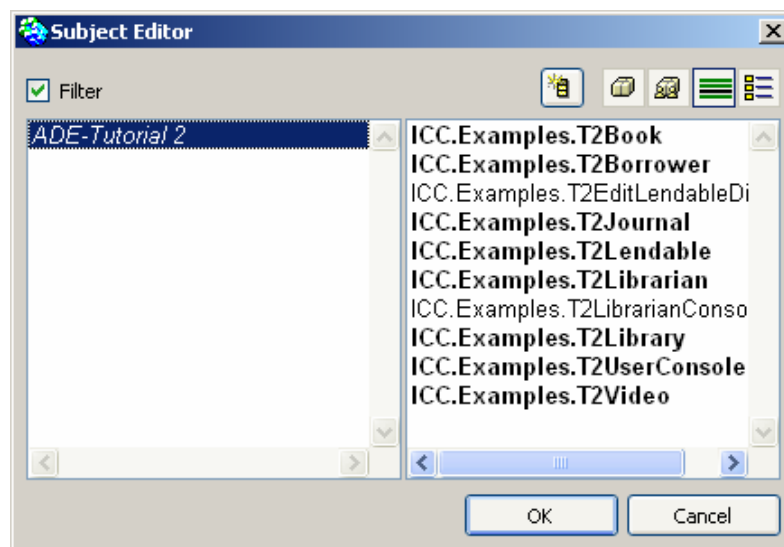 Subject Editor
Filter
ADE-Tutorial 2
ICC.Examples.T2Book
ICC.Examples.T2Borrower
ICC.Examples.T2EditLendableDi
ICC.Examples.T2Journal
ICC.Examples.T2Lendable
ICC.Examples.T2Librarian
ICC.Examples.T2LibrarianConso
ICC.Examples.T2Library
ICC.Examples.T2UserConsole
ICC.Examples.T2Video
OK
Cancel